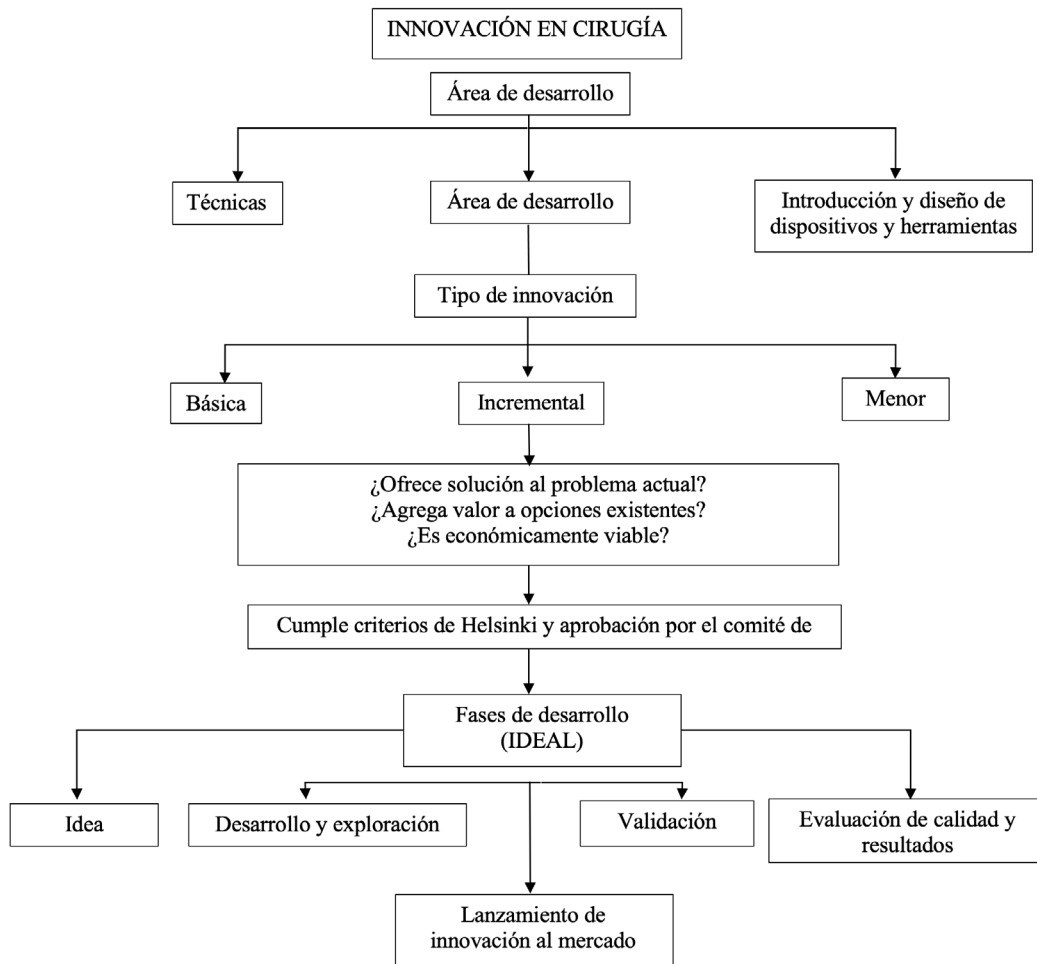 INNOVACIÓN EN CIRUGÍA
Área de desarrollo
Técnicas
Área de desarrollo
Introducción y diseño de
dispositivos y herramientas
Tipo de innovación
Básica
Incremental
Menor
¿Ofrece solución al problema actual?
¿Agrega valor a opciones existentes?
¿Es económicamente viable?
Cumple criterios de Helsinki y aprobación por el comité de
Fases de desarrollo
(IDEAL)
Idea
Desarrollo y exploración
Validación
Evaluación de calidad y
resultados
Lanzamiento de
innovación al mercado